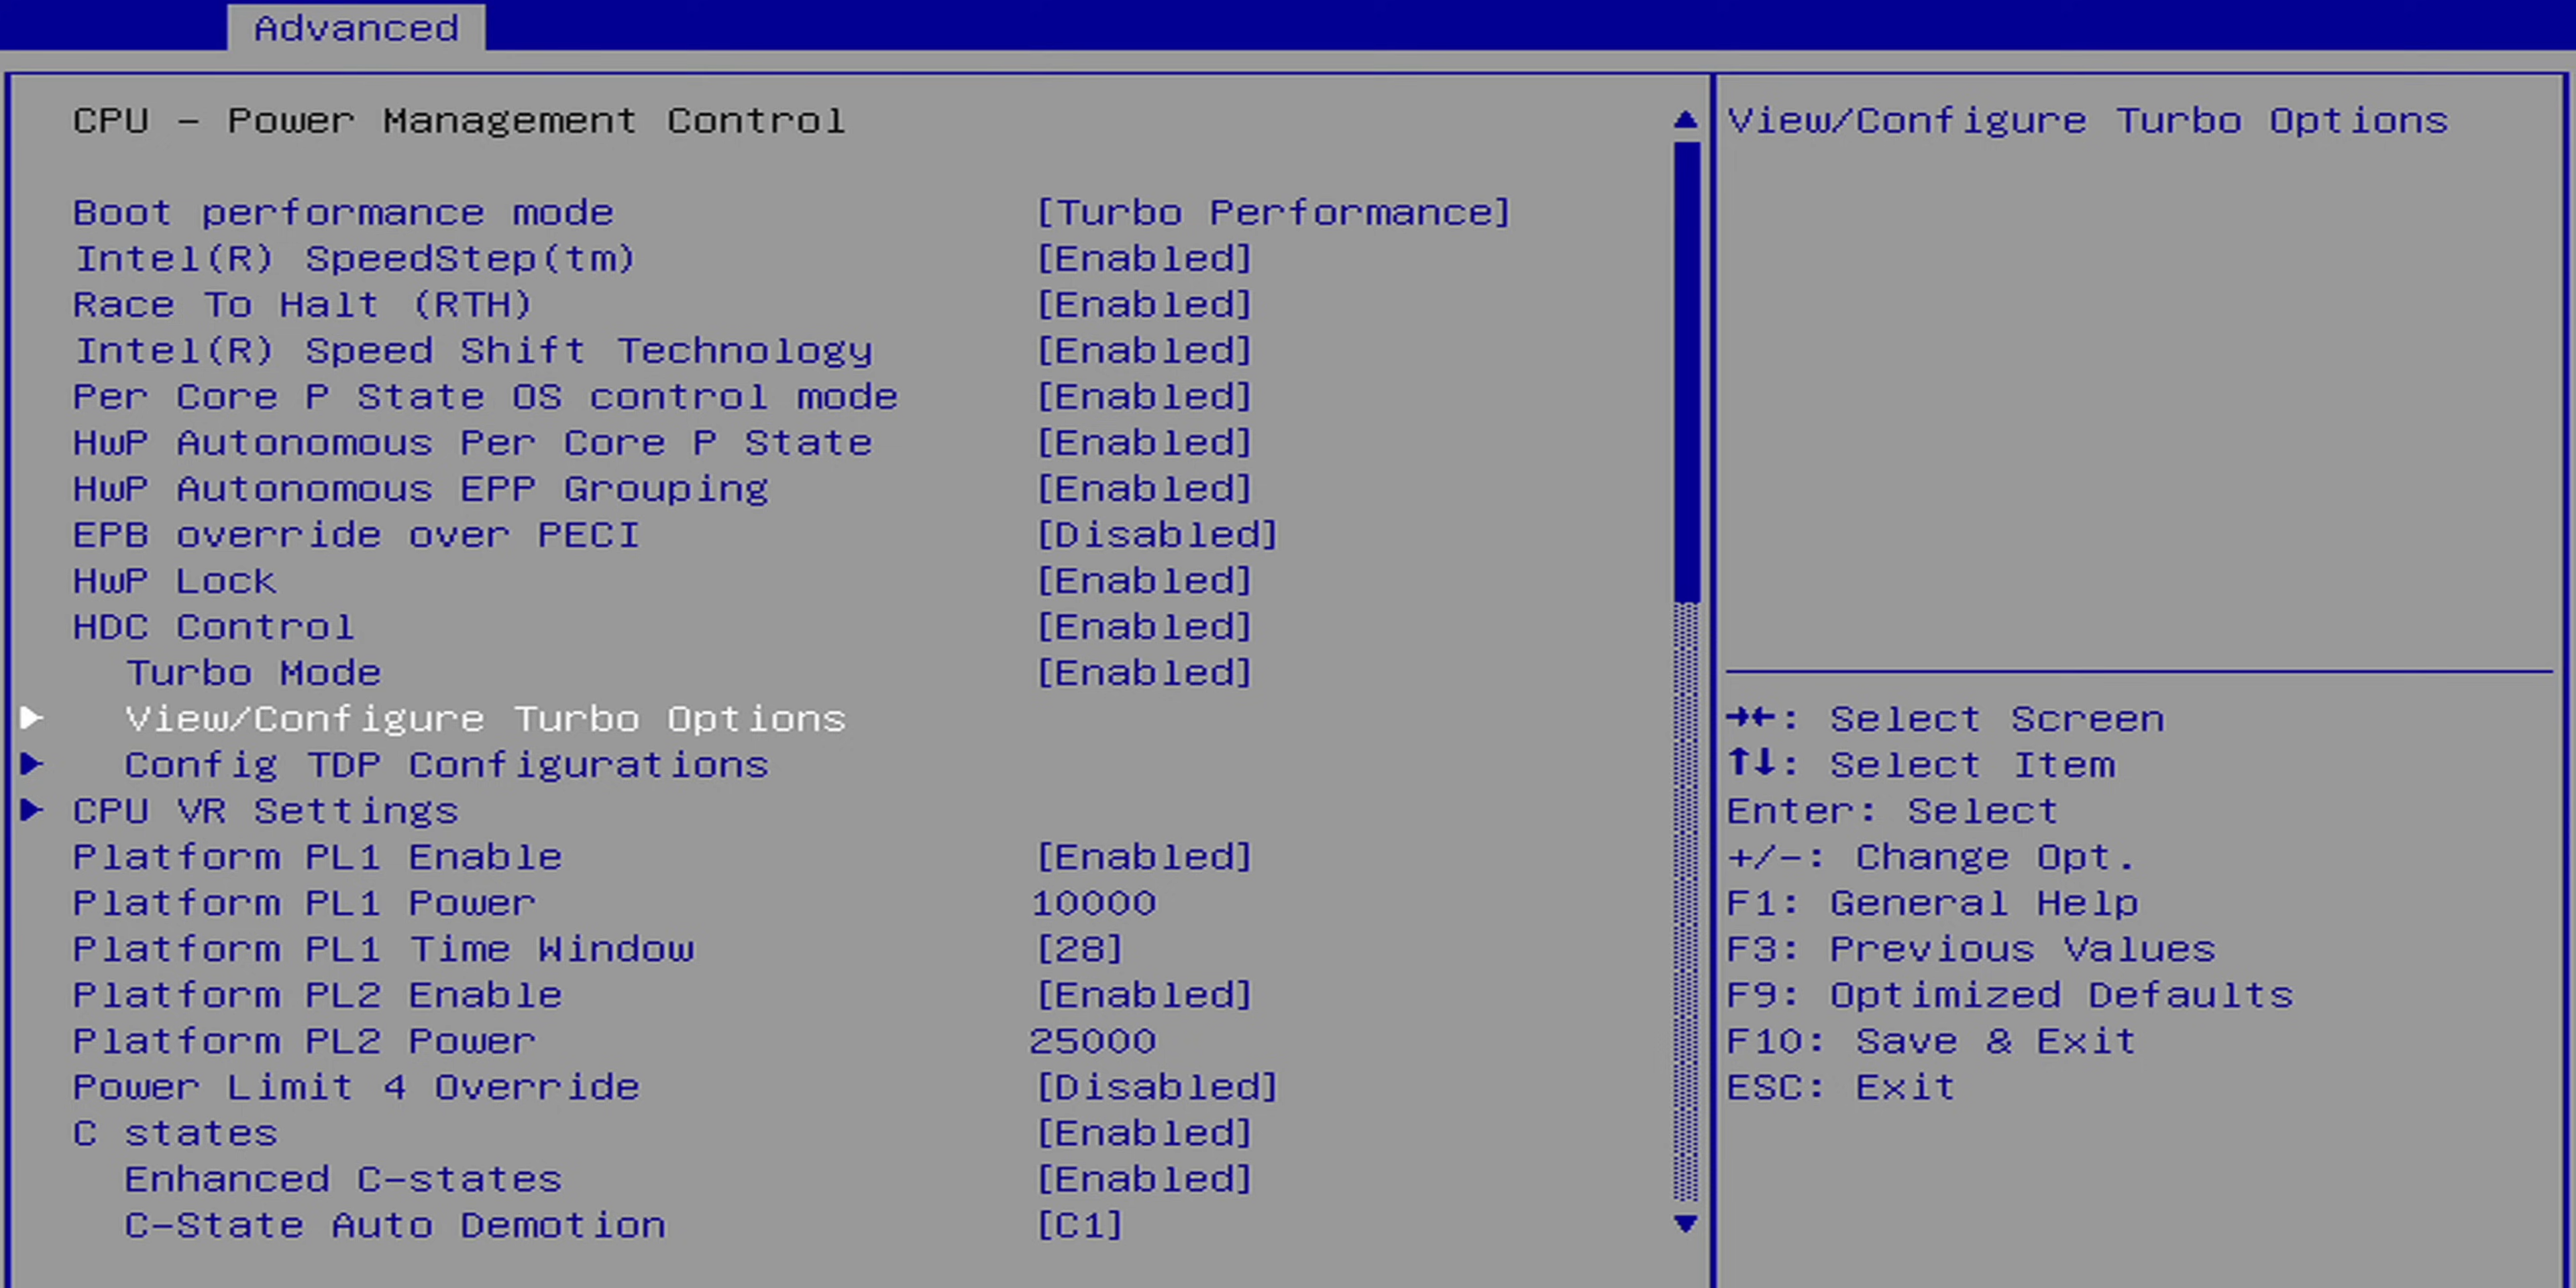 Advanced
CPU - Power Management Control
Boot performance mode [Turbo Performance]
Intel(R) SpeedStep(tm) [Enabled]
Race To Halt (RTH) [Enabled]
Intel(R) Speed Shift Technology [Enabled]
Per Core P State OS control mode [Enabled]
HwP Autonomous Per Core P State [Enabled]
HwP Autonomous EPP Grouping [Enabled]
EPB override over PECI [Disabled]
HwP Lock [Enabled]
HDC Control [Enabled]
Turbo Mode [Enabled]
View/Configure Turbo Options
Config TDP Configurations
CPU VR Settings
Platform PL1 Enable [Enabled]
Platform PL1 Power 10000
Platform PL1 Time Window [28]
Platform PL2 Enable [Enabled]
Platform PL2 Power 25000
Power Limit 4 Override [Disabled]
C states [Enabled]
Enhanced C-states [Enabled]
C-State Auto Demotion [C1]
View/Configure Turbo Options
→←: Select Screen
↑↓: Select Item
Enter: Select
+/-: Change Opt.
F1: General Help
F3: Previous Values
F9: Optimized Defaults
F10: Save & Exit
ESC: Exit